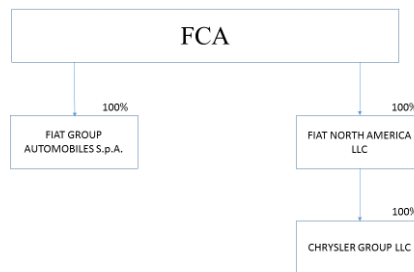 FCA
100%
100%
FIAT GROUP
AUTOMOBILES S.p.A.
FIAT NORTH AMERICA
LLC
100%
CHRYSLER GROUP LLC